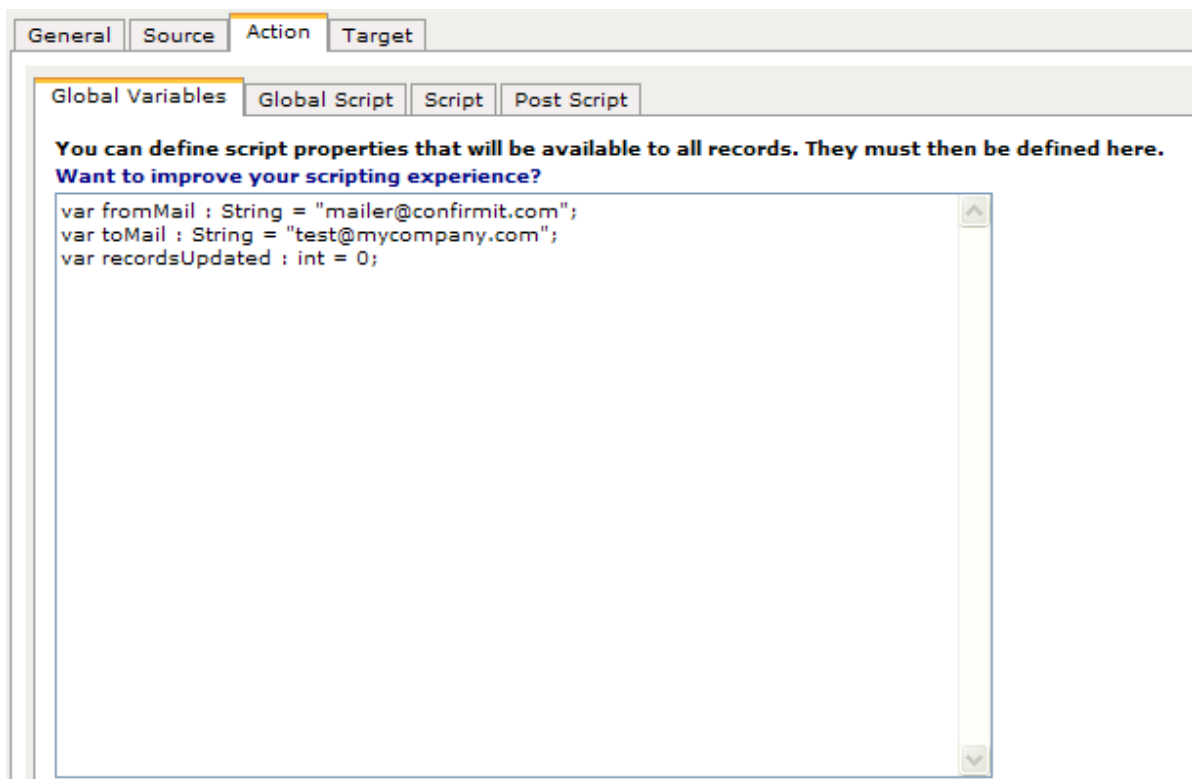 General Source Action Target
Global Variables Global Script Script Post Script
You can define script properties that will be available to all records. They must then be defined here.
Want to improve your scripting experience?
var fromMail : String = "mailer@confirmit.com";
var toMail : String = "test@mycompany.com";
var recordsUpdated : int = 0;